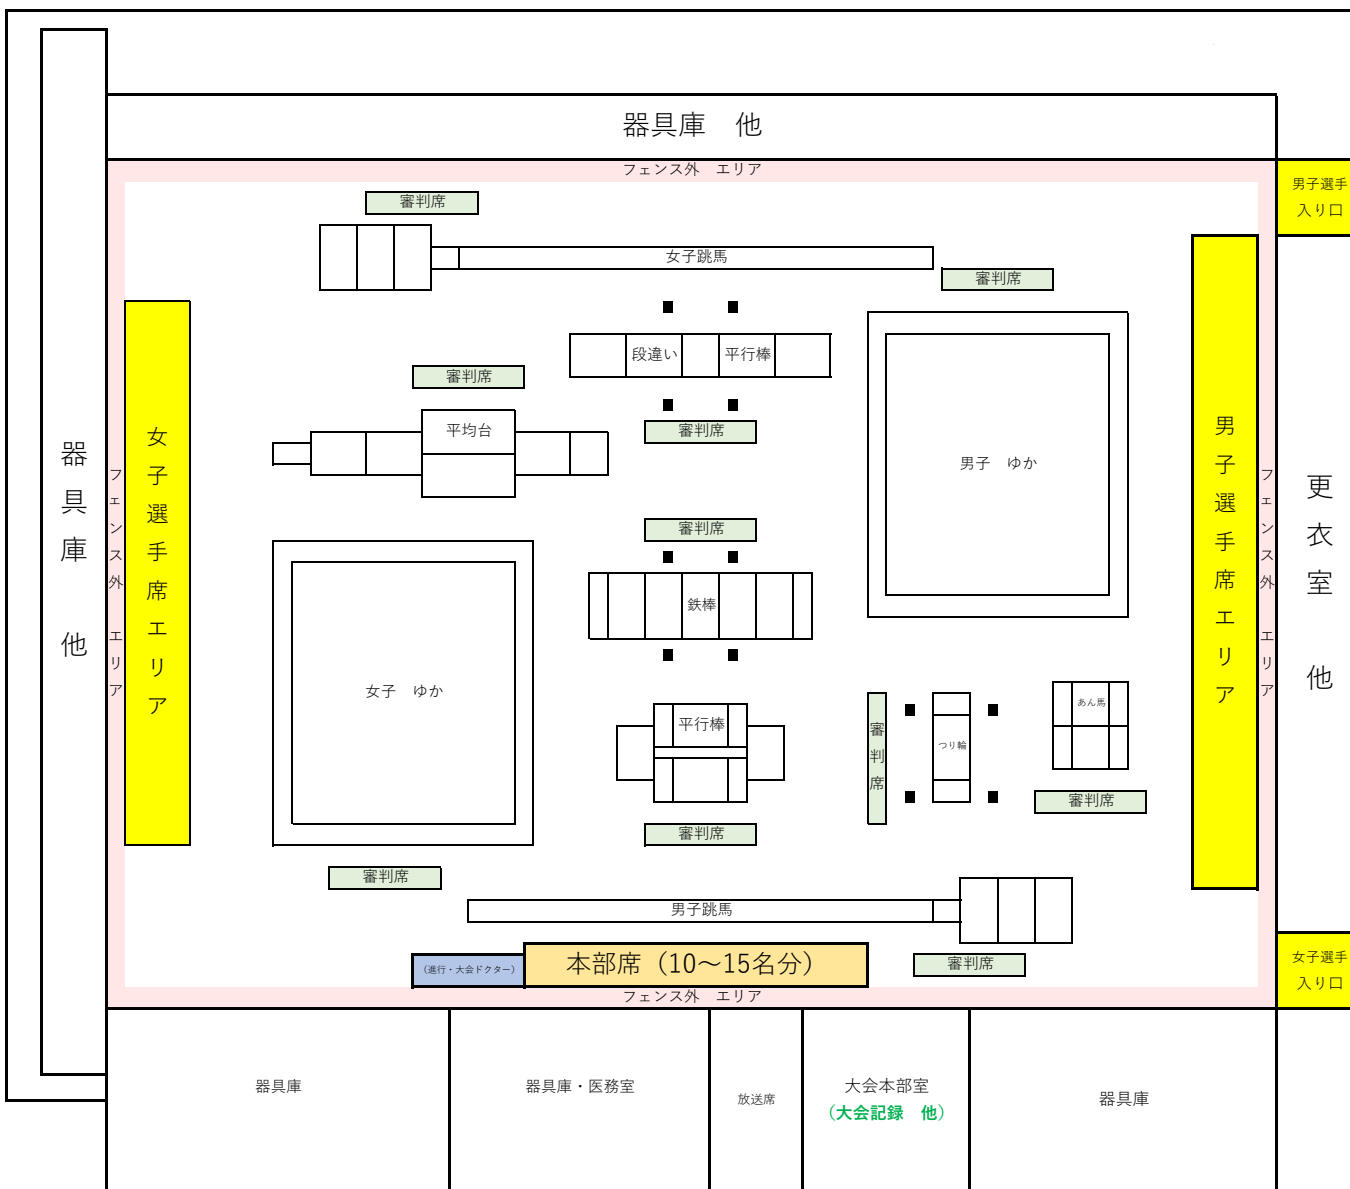 器具庫　他
フェンス外　エリア
男子選手
入り口
審判席
女子跳馬
審判席
段違い
平行棒
審判席
平均台
審判席
男子　ゆか
器具庫　他
フェンス外　エリア
女子選手席エリア
男子選手席エリア
フェンス外　エリア
更衣室　他
審判席
鉄棒
女子　ゆか
平行棒
審判席
つり輪
あん馬
審判席
審判席
審判席
男子跳馬
（進行・大会ドクター）
本部席（10～15名分）
審判席
女子選手
入り口
フェンス外　エリア
器具庫
器具庫・医務室
放送席
大会本部室
（大会記録　他）
器具庫